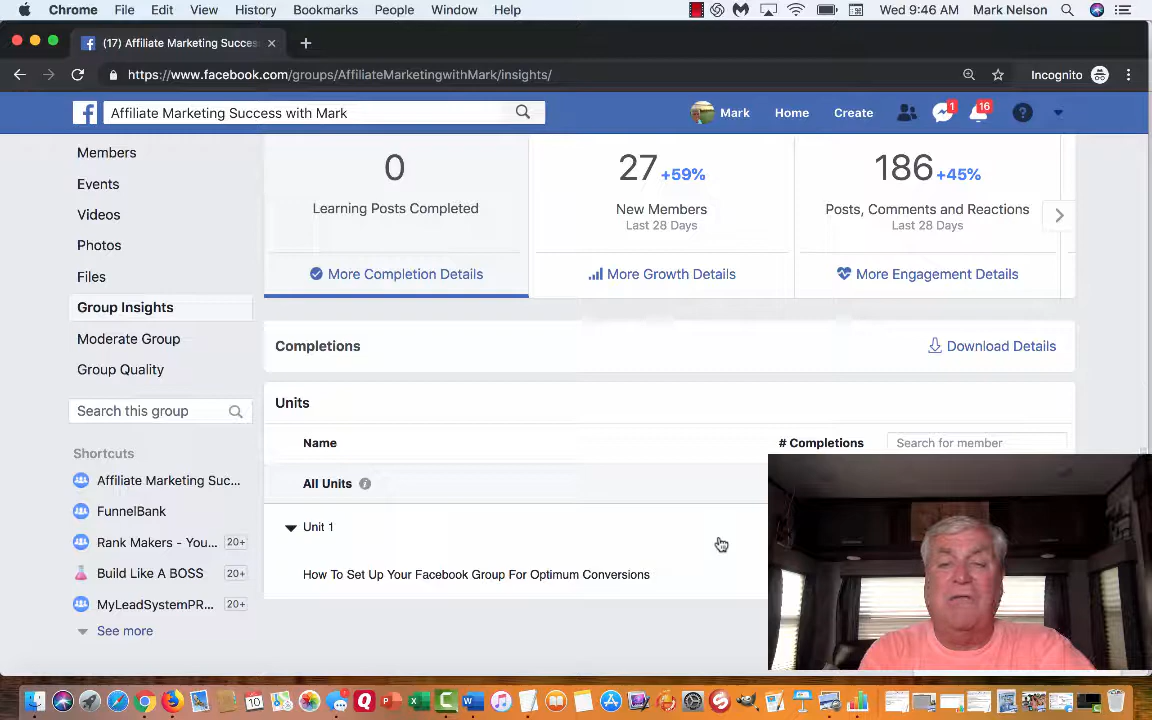 Chrome File Edit View History Bookmarks People Window Help Wed 9:46 AM Mark Nelson
(17) Affiliate Marketing Succes
https://www.facebook.com/groups/AffiliateMarketingwithMark/insights/ Incognito
Affiliate Marketing Success with Mark Mark Home Create 1 16
Members
Events
Videos
Photos
Files
Group Insights
Moderate Group
Group Quality
Search this group
Shortcuts
Affiliate Marketing Suc...
FunnelBank
Rank Makers - You... 20+
Build Like A BOSS 20+
MyLeadSystemPR... 20+
See more
0
Learning Posts Completed
More Completion Details
27 +59%
New Members
Last 28 Days
More Growth Details
186 +45%
Posts, Comments and Reactions
Last 28 Days
More Engagement Details
Completions Download Details
Units
Name # Completions Search for member
All Units
Unit 1
How To Set Up Your Facebook Group For Optimum Conversions